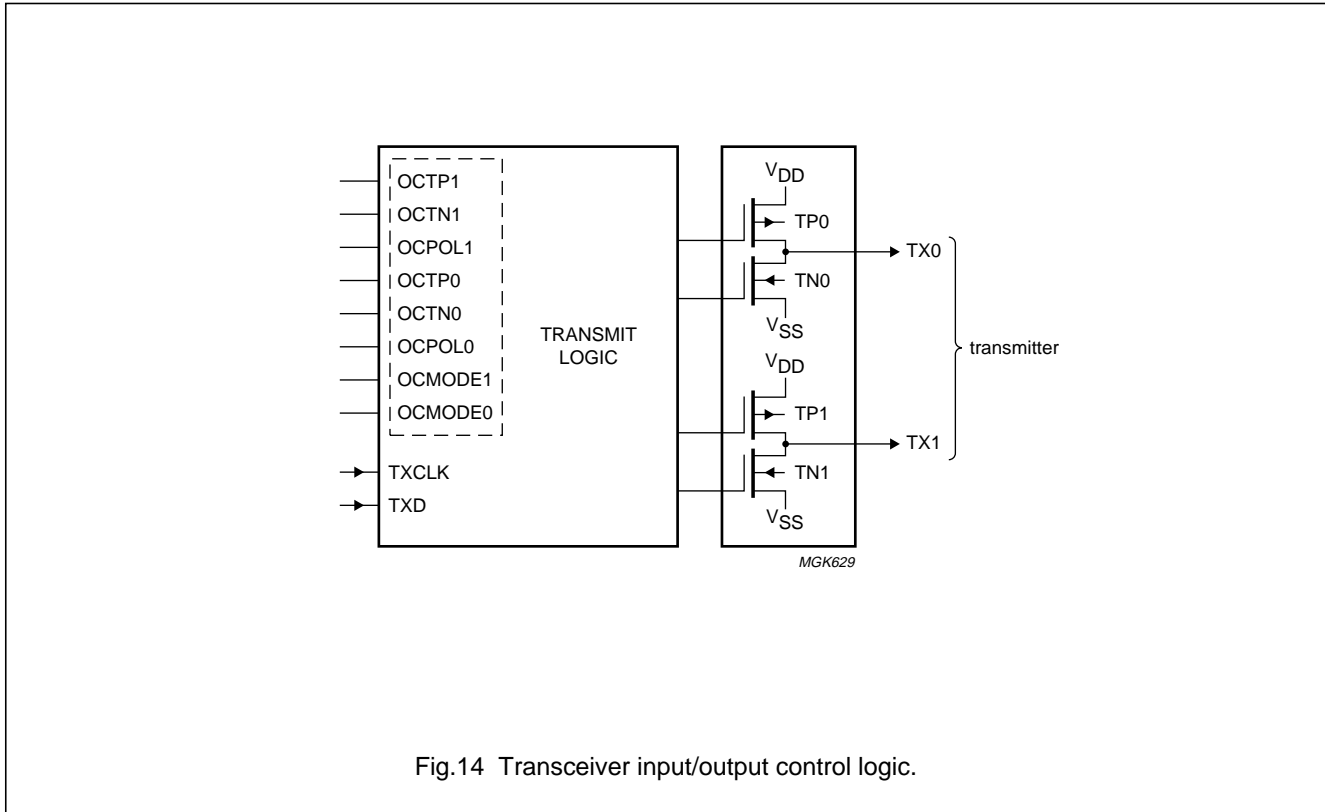 OCTP1
OCTN1
OCPOL1
OCTP0
OCTN0
OCPOL0
OCMODE1
OCMODE0
TXCLK
TXD
TRANSMIT
LOGIC
VDD
TP0
TN0
VSS
VDD
TP1
TN1
VSS
TX0
TX1
transmitter
MGK629
Fig.14 Transceiver input/output control logic.